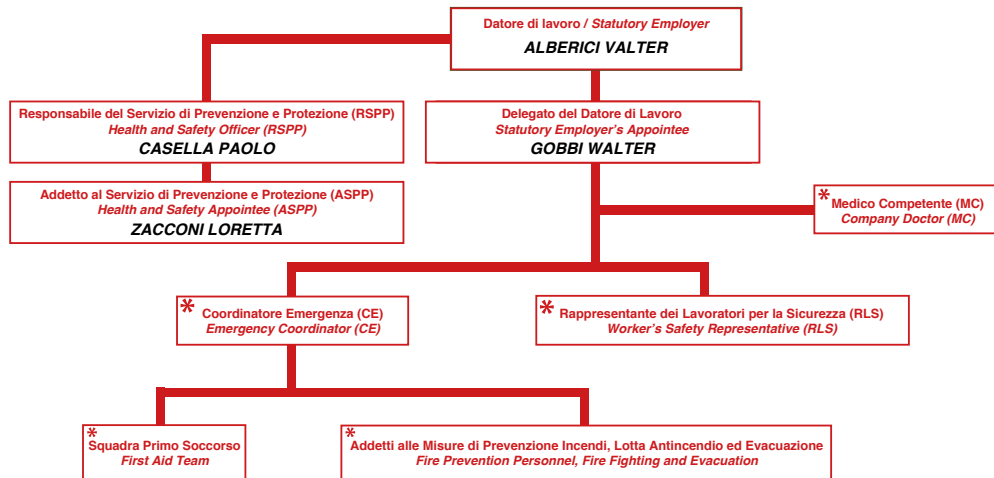 Datore di lavoro / Statutory Employer
ALBERICI VALTER
Responsabile del Servizio di Prevenzione e Protezione (RSPP)
Health and Safety Officer (RSPP)
CASELLA PAOLO
Delegato del Datore di Lavoro
Statutory Employer's Appointee
GOBBI WALTER
Addetto al Servizio di Prevenzione e Protezione (ASPP)
Health and Safety Appointee (ASPP)
ZACCONI LORETTA
* Medico Competente (MC)
Company Doctor (MC)
* Coordinatore Emergenza (CE)
Emergency Coordinator (CE)
* Rappresentante dei Lavoratori per la Sicurezza (RLS)
Worker's Safety Representative (RLS)
* Squadra Primo Soccorso
First Aid Team
* Addetti alle Misure di Prevenzione Incendi, Lotta Antincendio ed Evacuazione
Fire Prevention Personnel, Fire Fighting and Evacuation